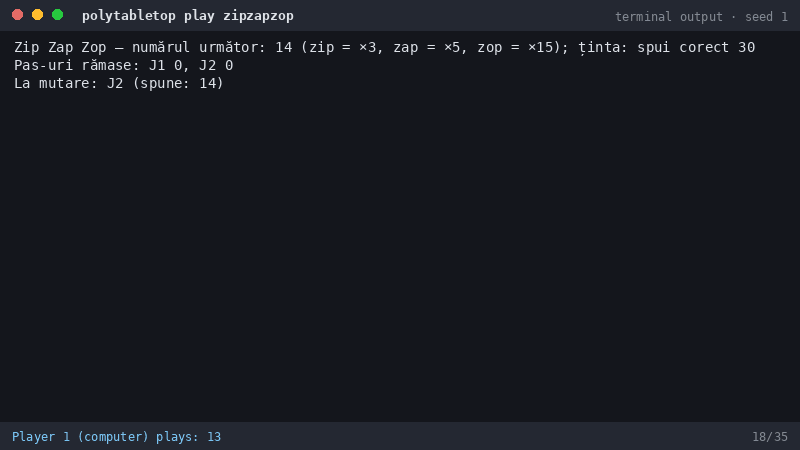 polytabletop play zipzapzop
terminal output · seed 1
Zip Zap Zop — numărul următor: 14 (zip = ×3, zap = ×5, zop = ×15); ținta: spui corect 30
Pas-uri rămase: J1 0, J2 0
La mutare: J2 (spune: 14)
Player 1 (computer) plays: 13
18/35